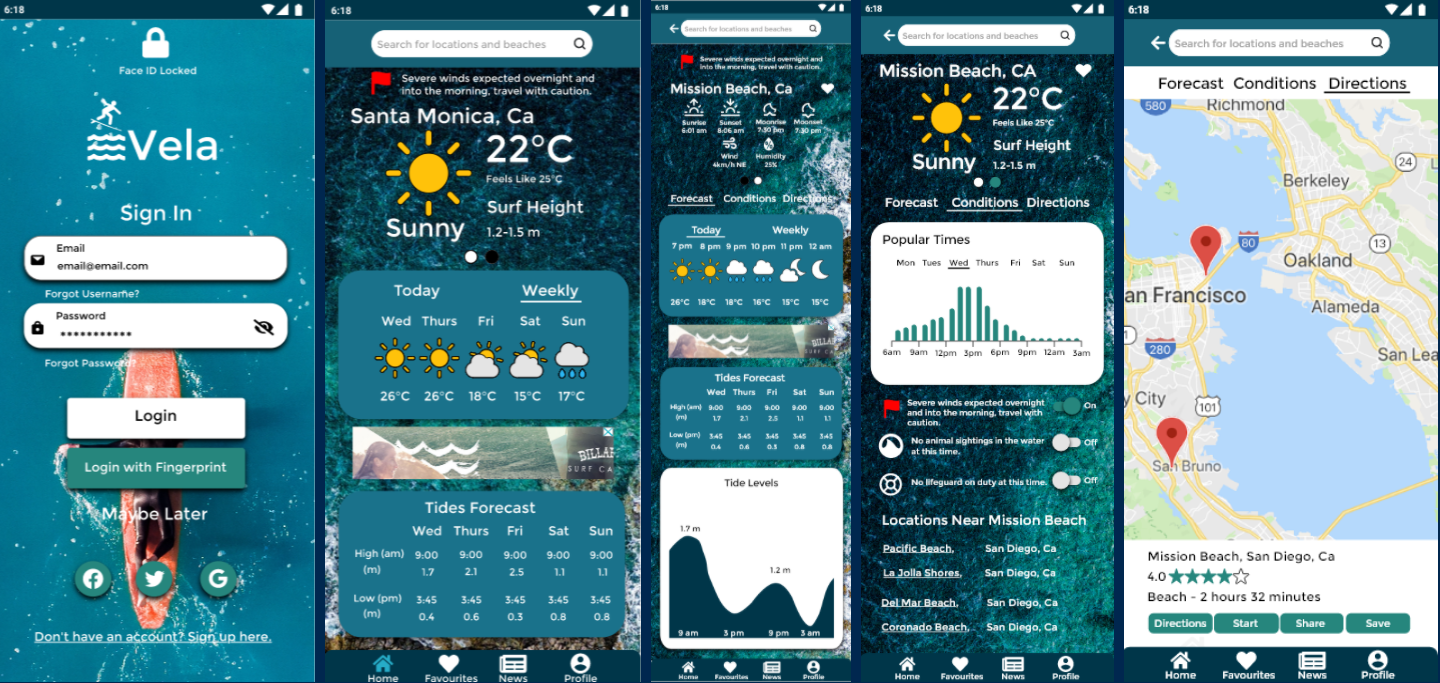 6:18
Face ID Locked
Vela
Sign In
Email
email@email.com
Forgot Username?
Password
***********
Forgot Password?
Login
Login with Fingerprint
Maybe Later
Don't have an account? Sign up here.
6:18
Search for locations and beaches
Severe winds expected overnight and
into the morning, travel with caution.
Santa Monica, Ca
22°C
Feels Like 25°C
Sunny
Surf Height
1.2-1.5 m
Today Weekly
Wed Thurs Fri Sat Sun
26°C 26°C 18°C 15°C 17°C
BILLAB
SURF CA
Tides Forecast
Wed Thurs Fri Sat Sun
High (am) 9:00 9:00 9:00 9:00 9:00
(m) 1.7 2.1 2.5 1.1 1.1
Low (pm) 3:45 3:45 3:45 3:45 3:45
(m) 0.4 0.6 0.3 0.8 0.8
Home Favourites News Profile
6:18
Search for locations and beaches
Severe winds expected overnight and
into the morning, travel with caution.
Mission Beach, Ca
Sunrise Sunset Moonrise Moonset
6:01 am 8:06 am 7:30 pm 7:30 pm
Wind Humidity
4km/h NE 25%
Forecast Conditions Directions
Today Weekly
7 pm 8 pm 9 pm 10 pm 11 pm 12 am
26°C 18°C 18°C 16°C 15°C 15°C
BILLAB
SURF CA
Tides Forecast
Wed Thurs Fri Sat Sun
High (am) 9:00 9:00 9:00 9:00 9:00
(m) 1.7 2.1 2.5 1.1 1.1
Low (pm) 3:45 3:45 3:45 3:45 3:45
(m) 0.4 0.6 0.3 0.8 0.8
Tide Levels
1.7 m
1.2 m
9 am 3 pm 9 pm 3 am
Home Favourites News Profile
6:18
Search for locations and beaches
Mission Beach, CA
22°C
Feels Like 25°C
Sunny
Surf Height
1.2-1.5 m
Forecast Conditions Directions
Popular Times
Mon Tues Wed Thurs Fri Sat Sun
6am 9am 12pm 3pm 6pm 9pm 12am 3am
Severe winds expected overnight
and into the morning, travel with
caution.
On
No animal sightings in the water
at this time.
Off
No lifeguard on duty at this time.
Off
Locations Near Mission Beach
Pacific Beach, San Diego, Ca
La Jolla Shores, San Diego, Ca
Del Mar Beach, San Diego, Ca
Coronado Beach, San Diego, Ca
Home Favourites News Profile
6:18
Search for locations and beaches
Forecast Conditions Directions
580
Richmond
24
Berkeley
80
13
Oakland
an Francisco
Alameda
1
280
San Lea
y City
101
San Bruno
Mission Beach, San Diego, Ca
4.0
Beach - 2 hours 32 minutes
Directions Start Share Save
Home Favourites News Profile